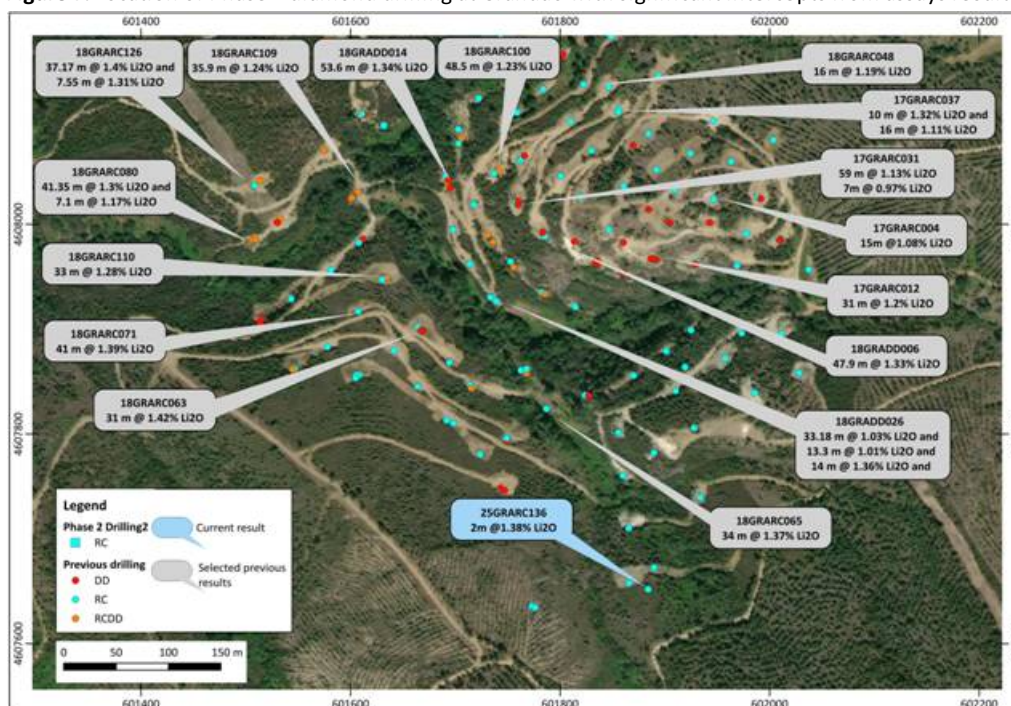 601400 601600 601800 602000 602200
18GRARC126
37.17 m @ 1.4% Li2O and
7.55 m @ 1.31% Li2O
18GRARC109
35.9 m @ 1.24% Li2O
18GRADD014
53.6 m @ 1.34% Li2O
18GRARC100
48.5 m @ 1.23% Li2O
18GRARC048
16 m @ 1.19% Li2O
17GRARC037
10 m @ 1.32% Li2O and
16 m @ 1.11% Li2O
18GRARC080
41.35 m @ 1.3% Li2O and
7.1 m @ 1.17% Li2O
17GRARC031
59 m @ 1.13% Li2O
7m @ 0.97% Li2O
4608000
17GRARC004
15m @1.08% Li2O
18GRARC110
33 m @ 1.28% Li2O
17GRARC012
31 m @ 1.2% Li2O
18GRARC071
41 m @ 1.39% Li2O
18GRADD006
47.9 m @ 1.33% Li2O
18GRARC063
31 m @ 1.42% Li2O
18GRADD026
33.18 m @ 1.03% Li2O and
13.3 m @ 1.01% Li2O and
14 m @ 1.36% Li2O and
4607800
25GRARC136
2m @1.38% Li2O
18GRARC065
34 m @ 1.37% Li2O
Legend
Phase 2 Drilling2
RC
Current result
Previous drilling
DD
RC
RCDD
Selected previous
results
4607600
0 50 100 150 m
601400 601600 601800 602000 602200